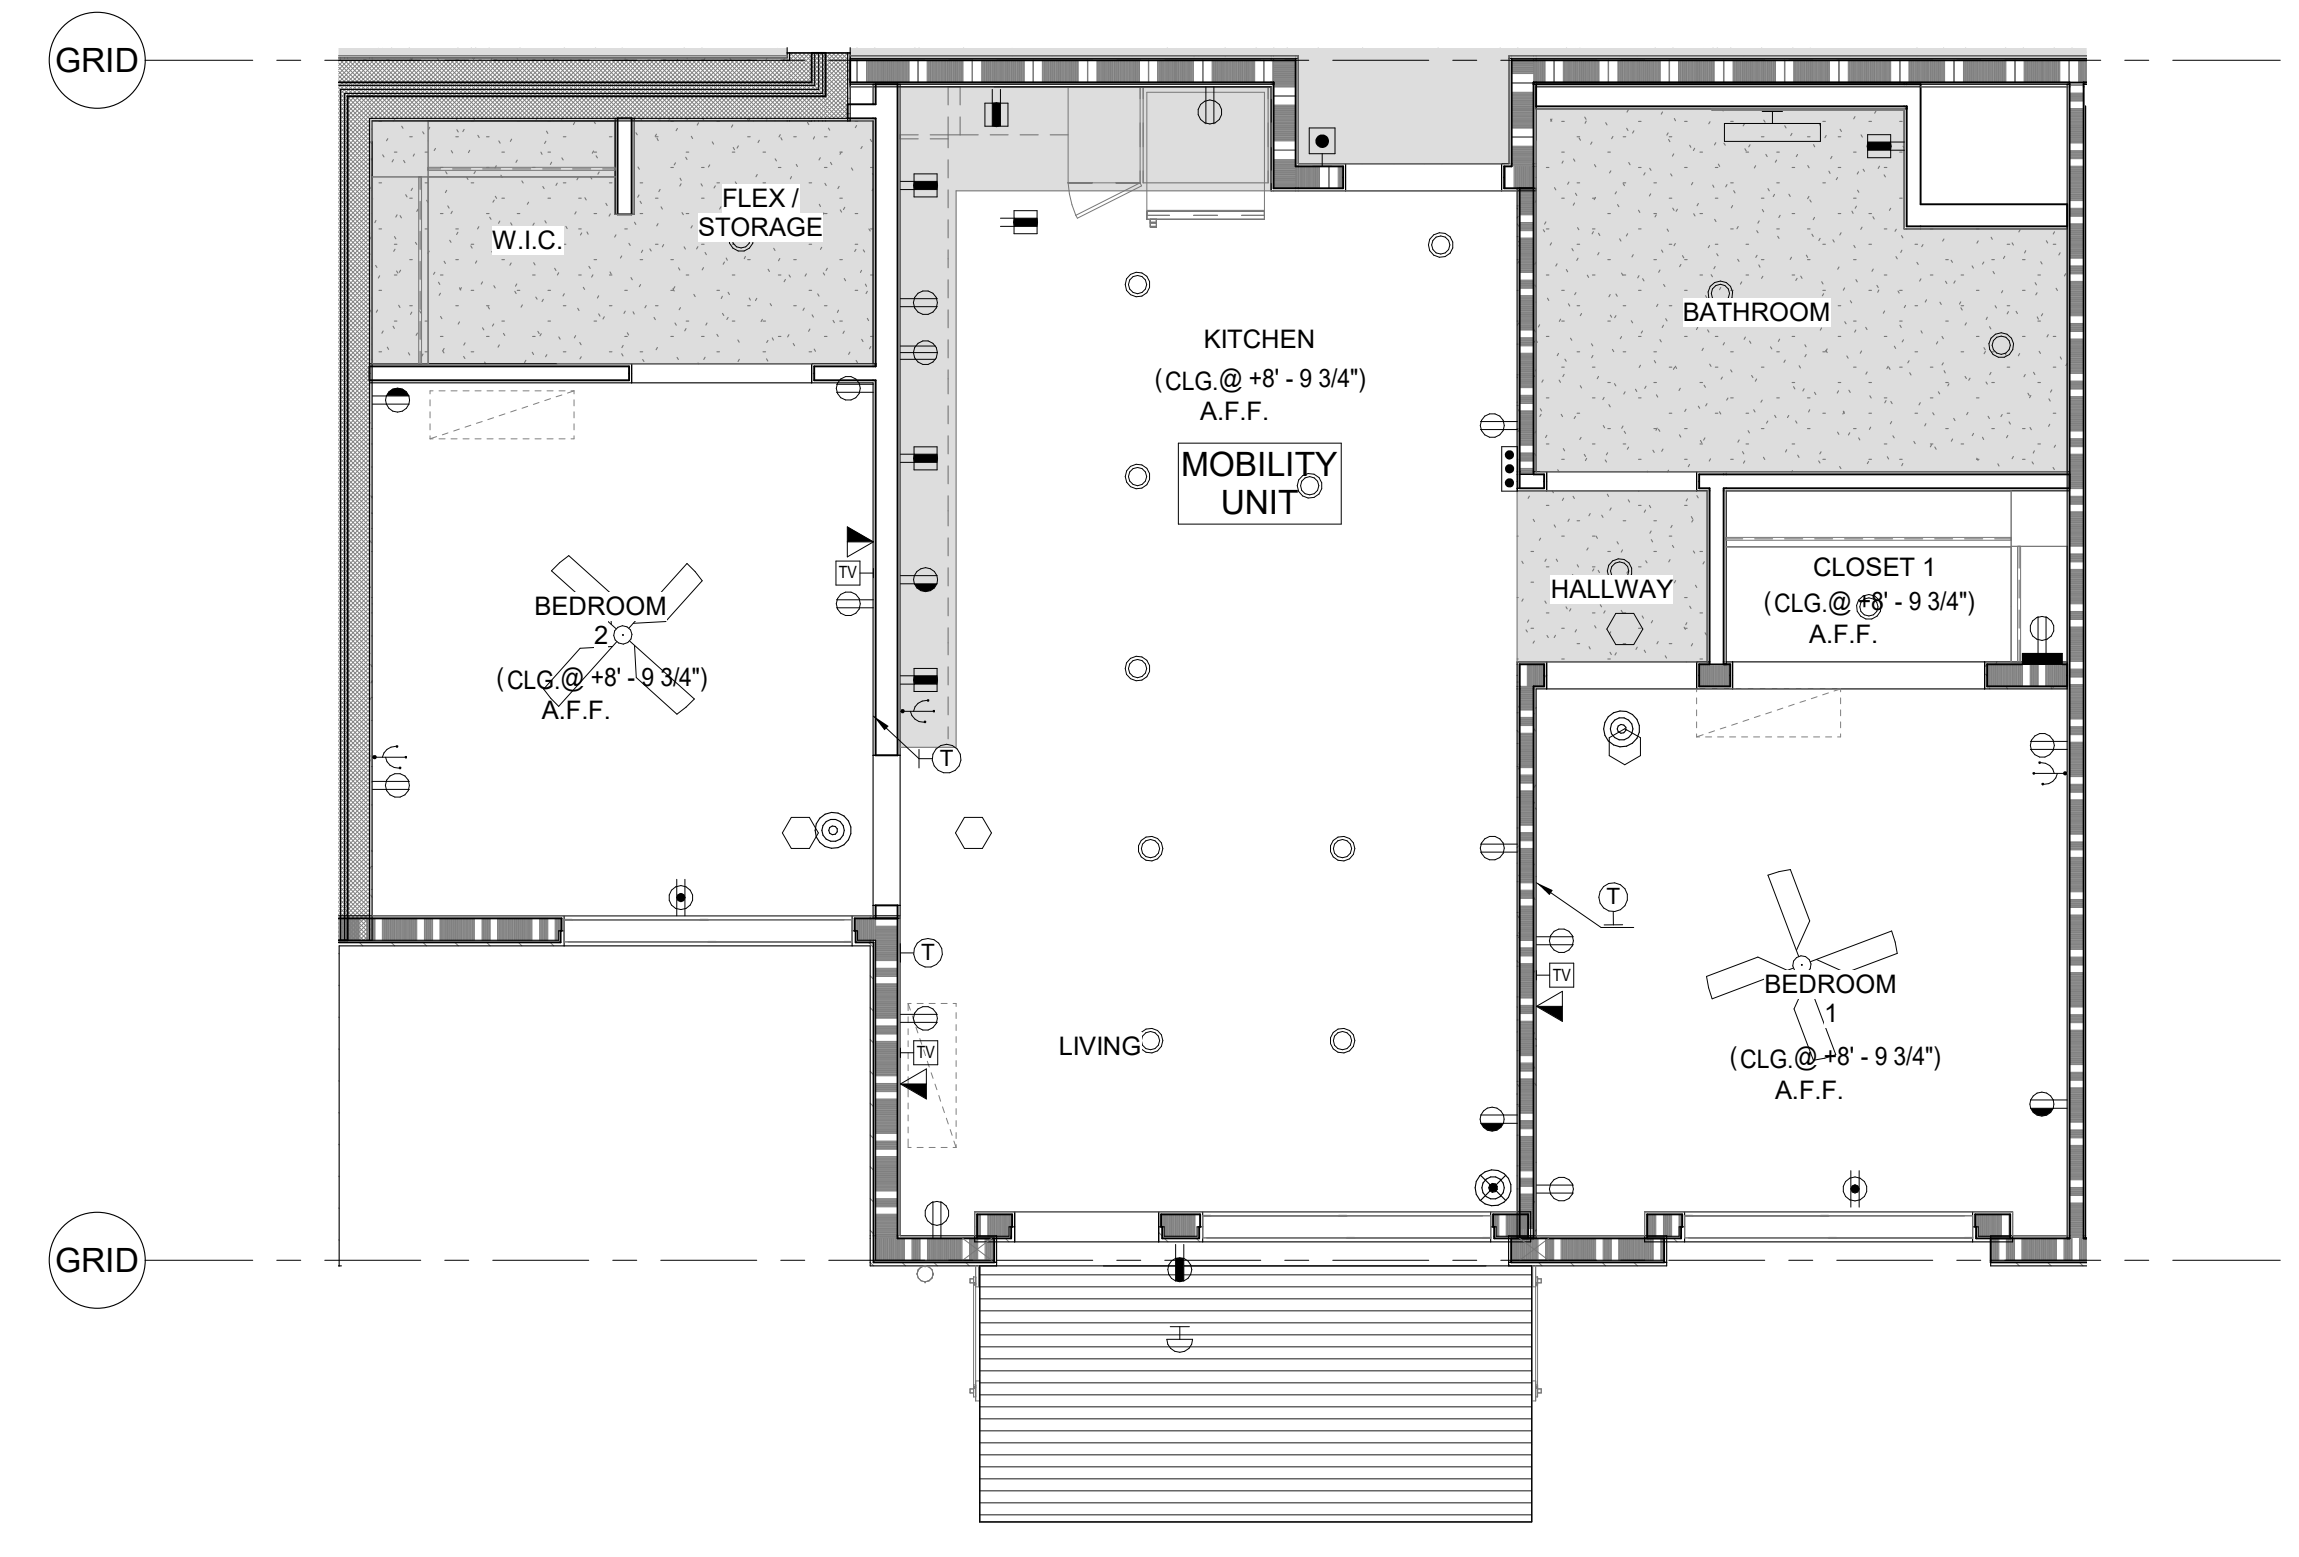 GRID
FLEX /
STORAGE
W.I.C.
KITCHEN
(CLG.@ +8' - 9 3/4")
A.F.F.
MOBILITY
UNIT
BATHROOM
HALLWAY
CLOSET 1
(CLG.@ +8' - 9 3/4")
A.F.F.
BEDROOM
2
(CLG.@ +8' - 9 3/4")
A.F.F.
TV
T
T
T
TV
TV
LIVING
BEDROOM
1
(CLG.@ +8' - 9 3/4")
A.F.F.
GRID